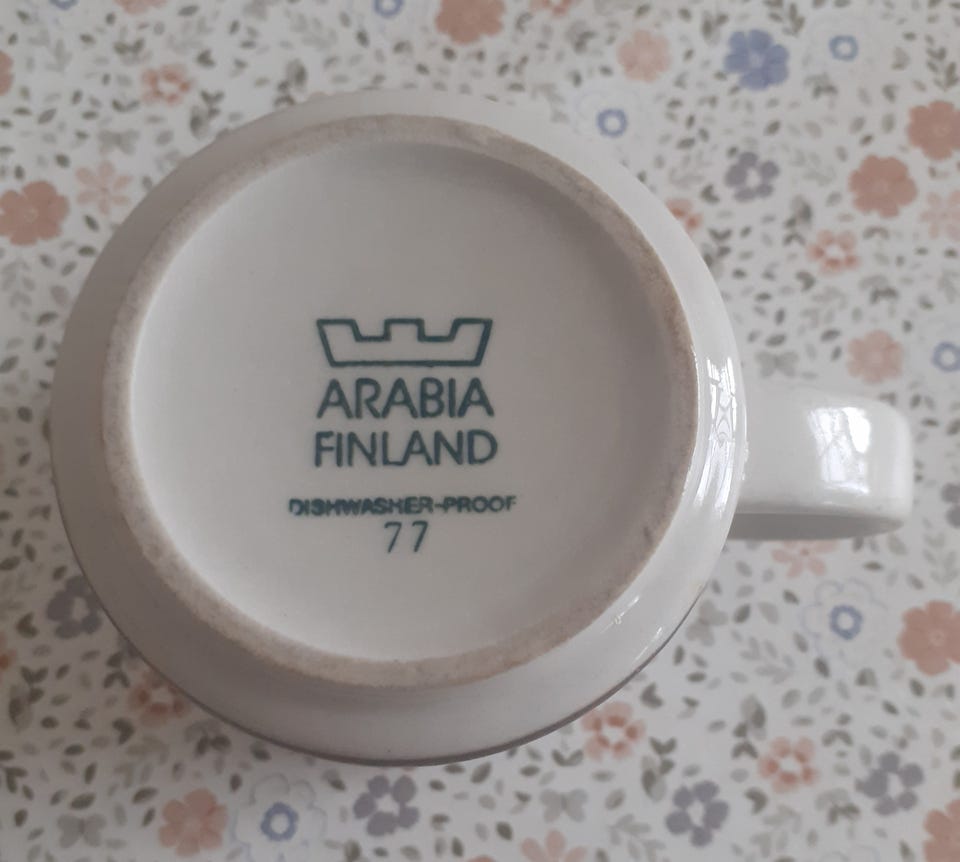 ARABIA
FINLAND
DISHWASHER-PROOF
77